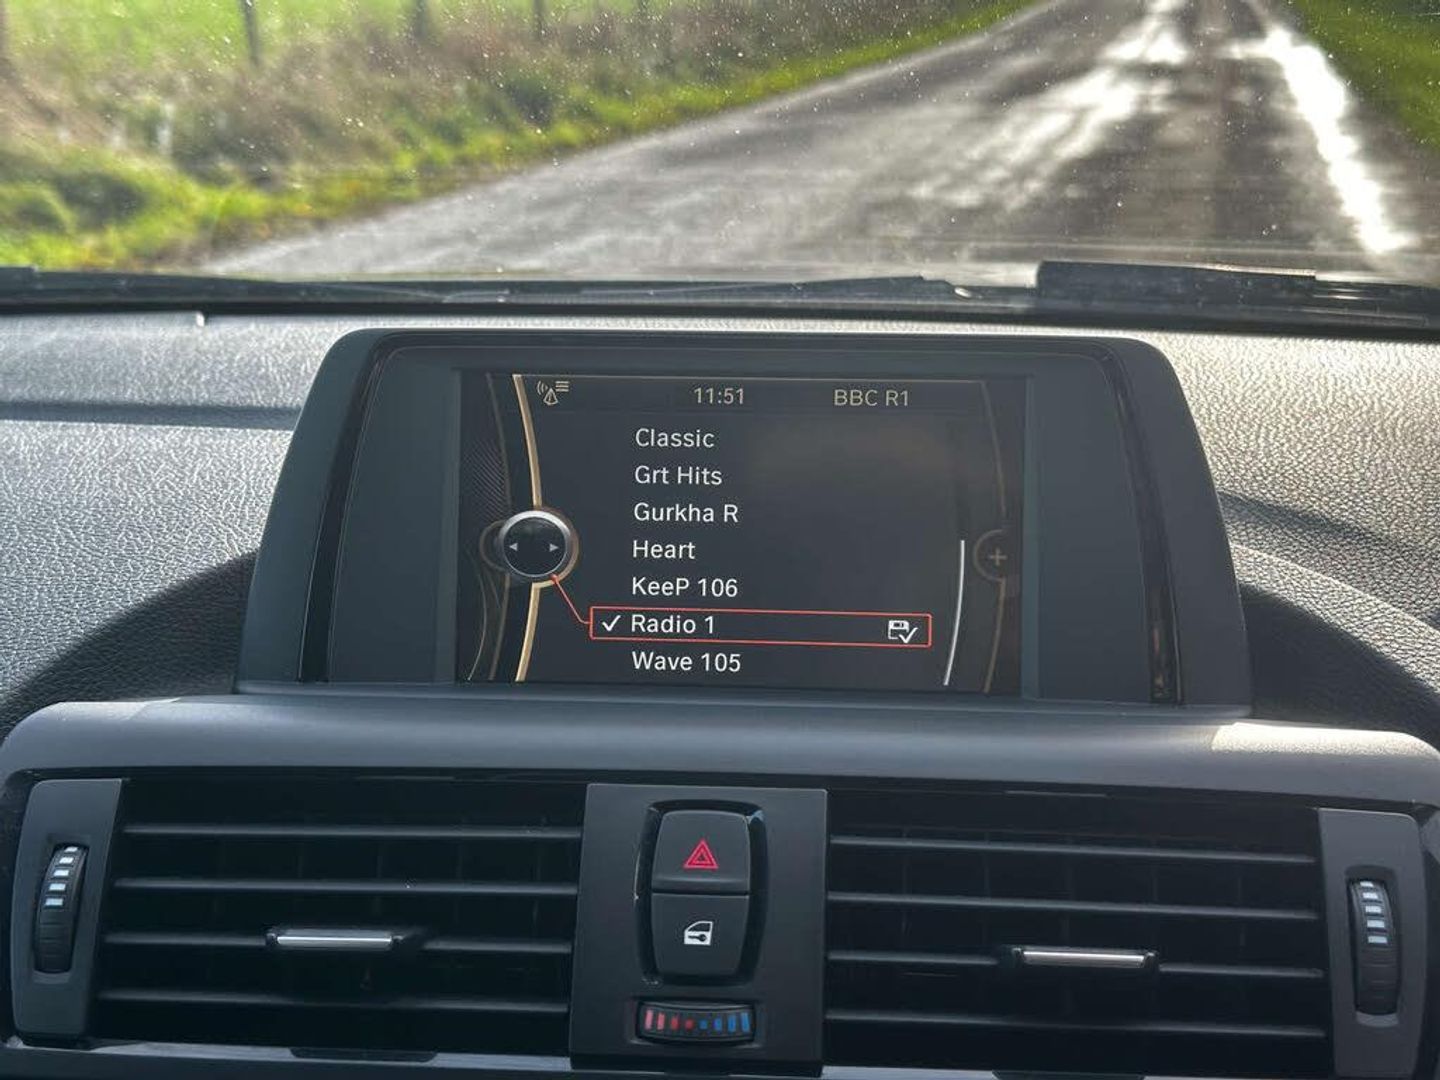 11:51 BBC R1
Classic
Grt Hits
Gurkha R
Heart
KeeP 106
Radio 1
Wave 105